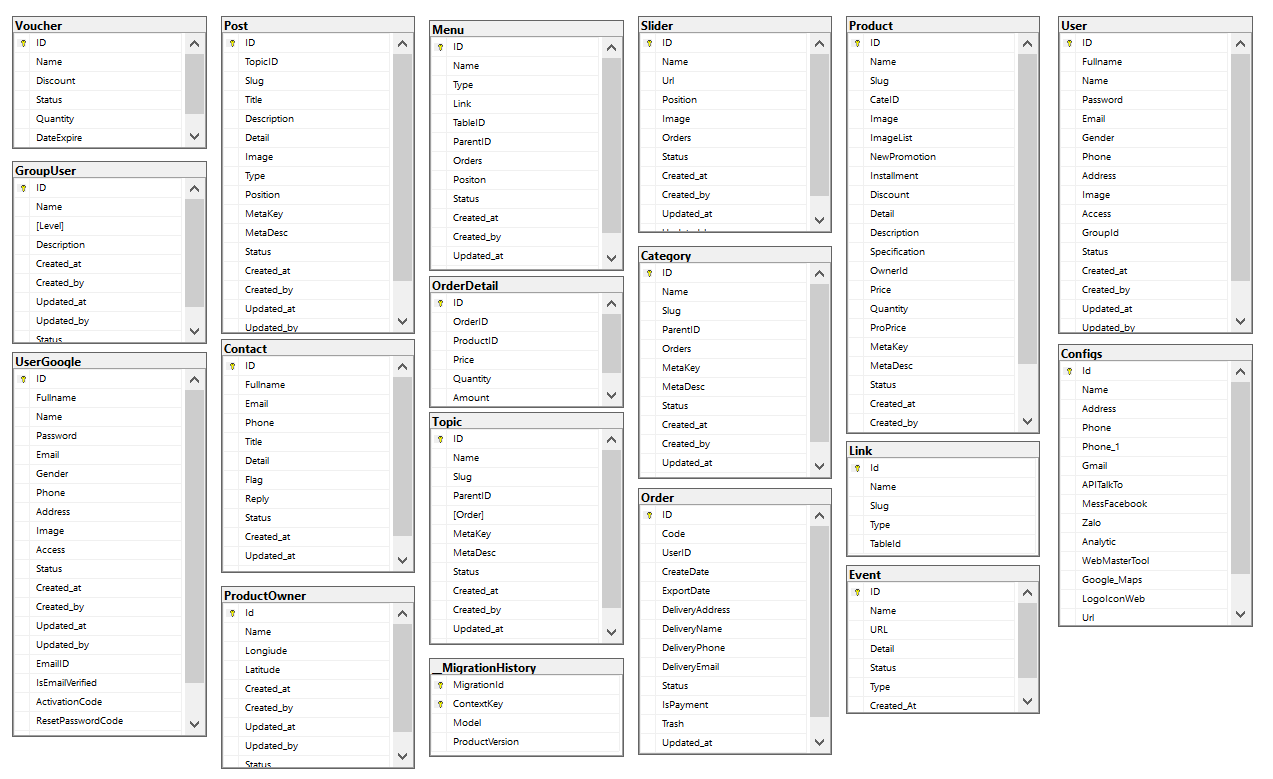 Voucher
ID
Name
Discount
Status
Quantity
DateExpire
GroupUser
ID
Name
[Level]
Description
Created_at
Created_by
Updated_at
Updated_by
Status
UserGoogle
ID
Fullname
Name
Password
Email
Gender
Phone
Address
Image
Access
Status
Created_at
Created_by
Updated_at
Updated_by
EmailID
IsEmailVerified
ActivationCode
ResetPasswordCode
Post
ID
TopicID
Slug
Title
Description
Detail
Image
Type
Position
MetaKey
MetaDesc
Status
Created_at
Created_by
Updated_at
Updated_by
Contact
ID
Fullname
Email
Phone
Title
Detail
Flag
Reply
Status
Created_at
Updated_at
ProductOwner
Id
Name
Longiude
Latitude
Created_at
Created_by
Updated_at
Updated_by
Status
Menu
ID
Name
Type
Link
TableID
ParentID
Orders
Positon
Status
Created_at
Created_by
Updated_at
OrderDetail
ID
OrderID
ProductID
Price
Quantity
Amount
Topic
ID
Name
Slug
ParentID
[Order]
MetaKey
MetaDesc
Status
Created_at
Created_by
Updated_at
__MigrationHistory
MigrationId
ContextKey
Model
ProductVersion
Slider
ID
Name
Url
Position
Image
Orders
Status
Created_at
Created_by
Updated_at
Category
ID
Name
Slug
ParentID
Orders
MetaKey
MetaDesc
Status
Created_at
Created_by
Updated_at
Order
ID
Code
UserID
CreateDate
ExportDate
DeliveryAddress
DeliveryName
DeliveryPhone
DeliveryEmail
Status
IsPayment
Trash
Updated_at
Product
ID
Name
Slug
CateID
Image
ImageList
NewPromotion
Installment
Discount
Detail
Description
Specification
OwnerId
Price
Quantity
ProPrice
MetaKey
MetaDesc
Status
Created_at
Created_by
Link
Id
Name
Slug
Type
TableId
Event
ID
Name
URL
Detail
Status
Type
Created_At
User
ID
Fullname
Name
Password
Email
Gender
Phone
Address
Image
Access
GroupId
Status
Created_at
Created_by
Updated_at
Updated_by
Configs
Id
Name
Address
Phone
Phone_1
Gmail
APITalkTo
MessFacebook
Zalo
Analytic
WebMasterTool
Google_Maps
LogoIconWeb
Url